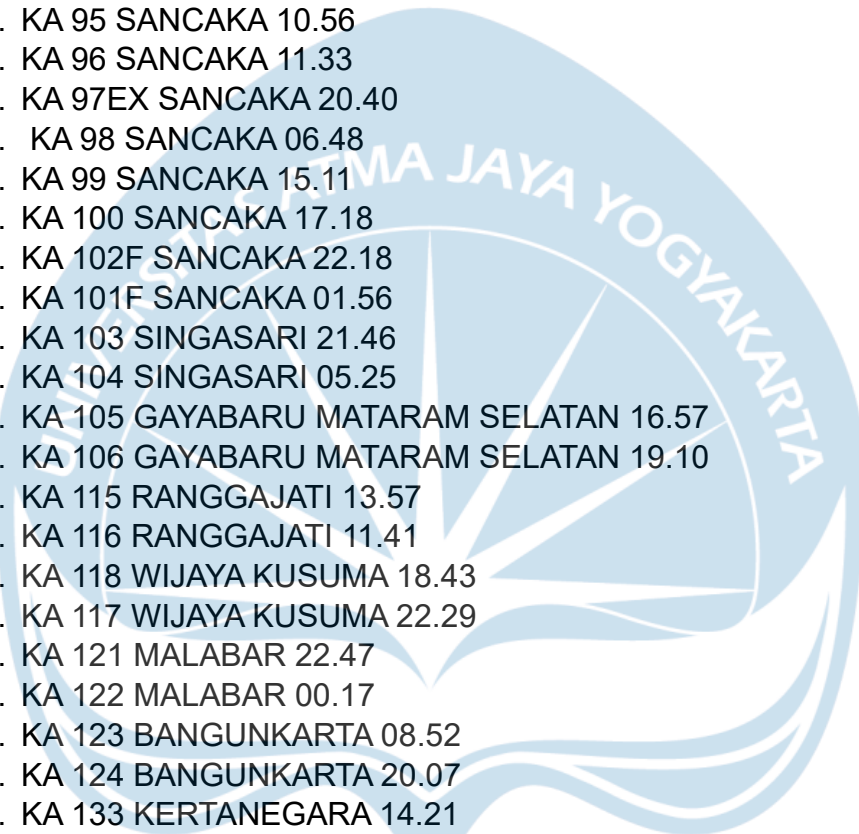 . KA 95 SANCAKA 10.56
. KA 96 SANCAKA 11.33
. KA 97EX SANCAKA 20.40
. KA 98 SANCAKA 06.48
. KA 99 SANCAKA 15.11
. KA 100 SANCAKA 17.18
. KA 102F SANCAKA 22.18
. KA 101F SANCAKA 01.56
. KA 103 SINGASARI 21.46
. KA 104 SINGASARI 05.25
. KA 105 GAYABARU MATARAM SELATAN 16.57
. KA 106 GAYABARU MATARAM SELATAN 19.10
. KA 115 RANGGAJATI 13.57
. KA 116 RANGGAJATI 11.41
. KA 118 WIJAYA KUSUMA 18.43
. KA 117 WIJAYA KUSUMA 22.29
. KA 121 MALABAR 22.47
. KA 122 MALABAR 00.17
. KA 123 BANGUNKARTA 08.52
. KA 124 BANGUNKARTA 20.07
. KA 133 KERTANEGARA 14.21
UNIVERSITAS ATMA JAYA YOGYAKARTA